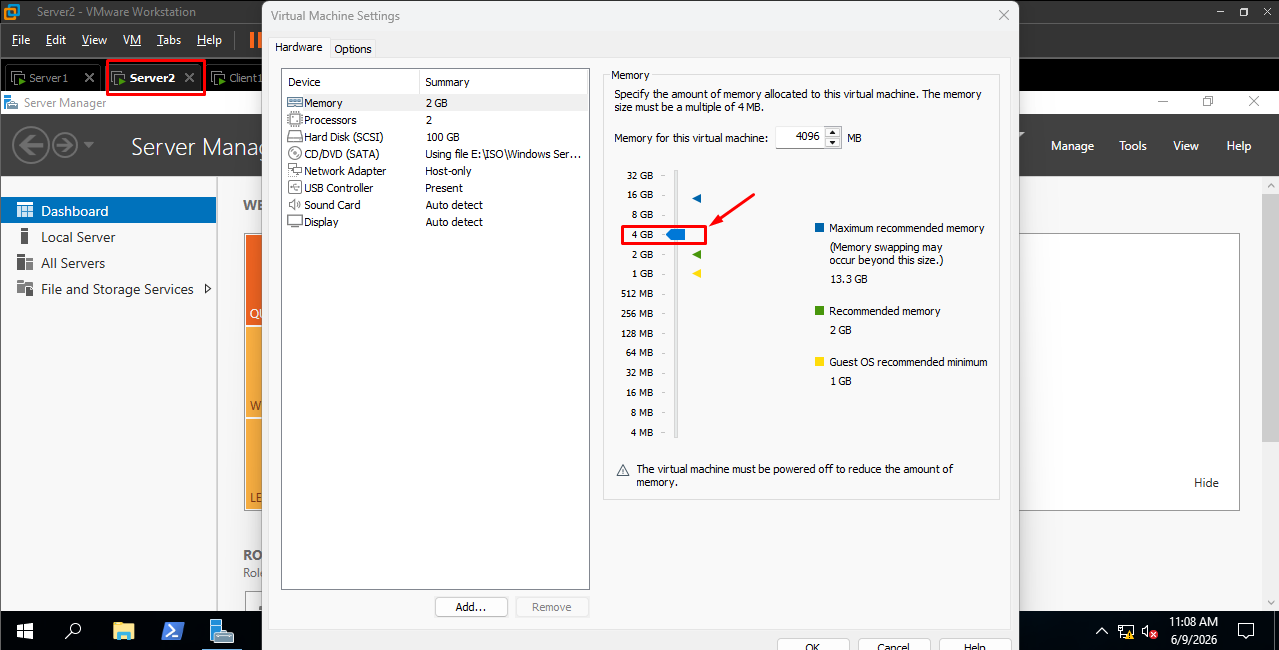 Server2 - VMware Workstation
File Edit View VM Tabs Help
Server1
Server2
Client1
Server Manager
Server Manag
Manage Tools View Help
Dashboard
Local Server
All Servers
File and Storage Services
WE
QU
W
LE
RO
Role
Hide
Virtual Machine Settings
Hardware Options
Device Summary
Memory 2 GB
Processors 2
Hard Disk (SCSI) 100 GB
CD/DVD (SATA) Using file E:\ISO\Windows Ser...
Network Adapter Host-only
USB Controller Present
Sound Card Auto detect
Display Auto detect
Add... Remove
Memory
Specify the amount of memory allocated to this virtual machine. The memory
size must be a multiple of 4 MB.
Memory for this virtual machine: 4096 MB
32 GB
16 GB
8 GB
4 GB
2 GB
1 GB
512 MB
256 MB
128 MB
64 MB
32 MB
16 MB
8 MB
4 MB
Maximum recommended memory
(Memory swapping may
occur beyond this size.)
13.3 GB
Recommended memory
2 GB
Guest OS recommended minimum
1 GB
The virtual machine must be powered off to reduce the amount of
memory.
OK Cancel Help
11:08 AM
6/9/2026